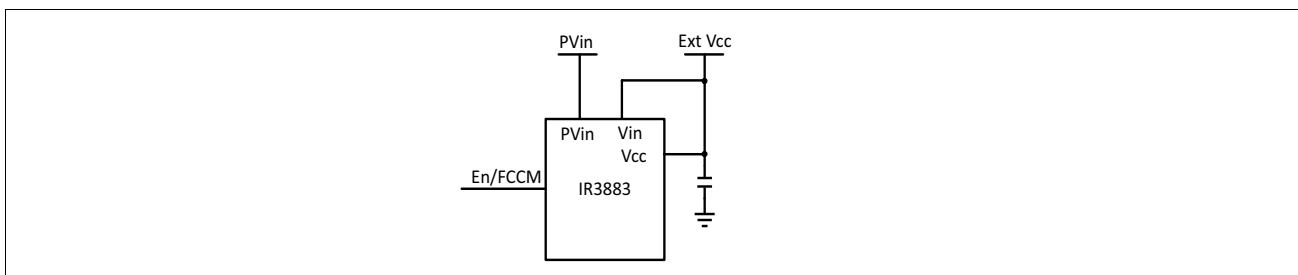 PVin
Ext Vcc
PVin
Vin
Vcc
En/FCCM
IR3883